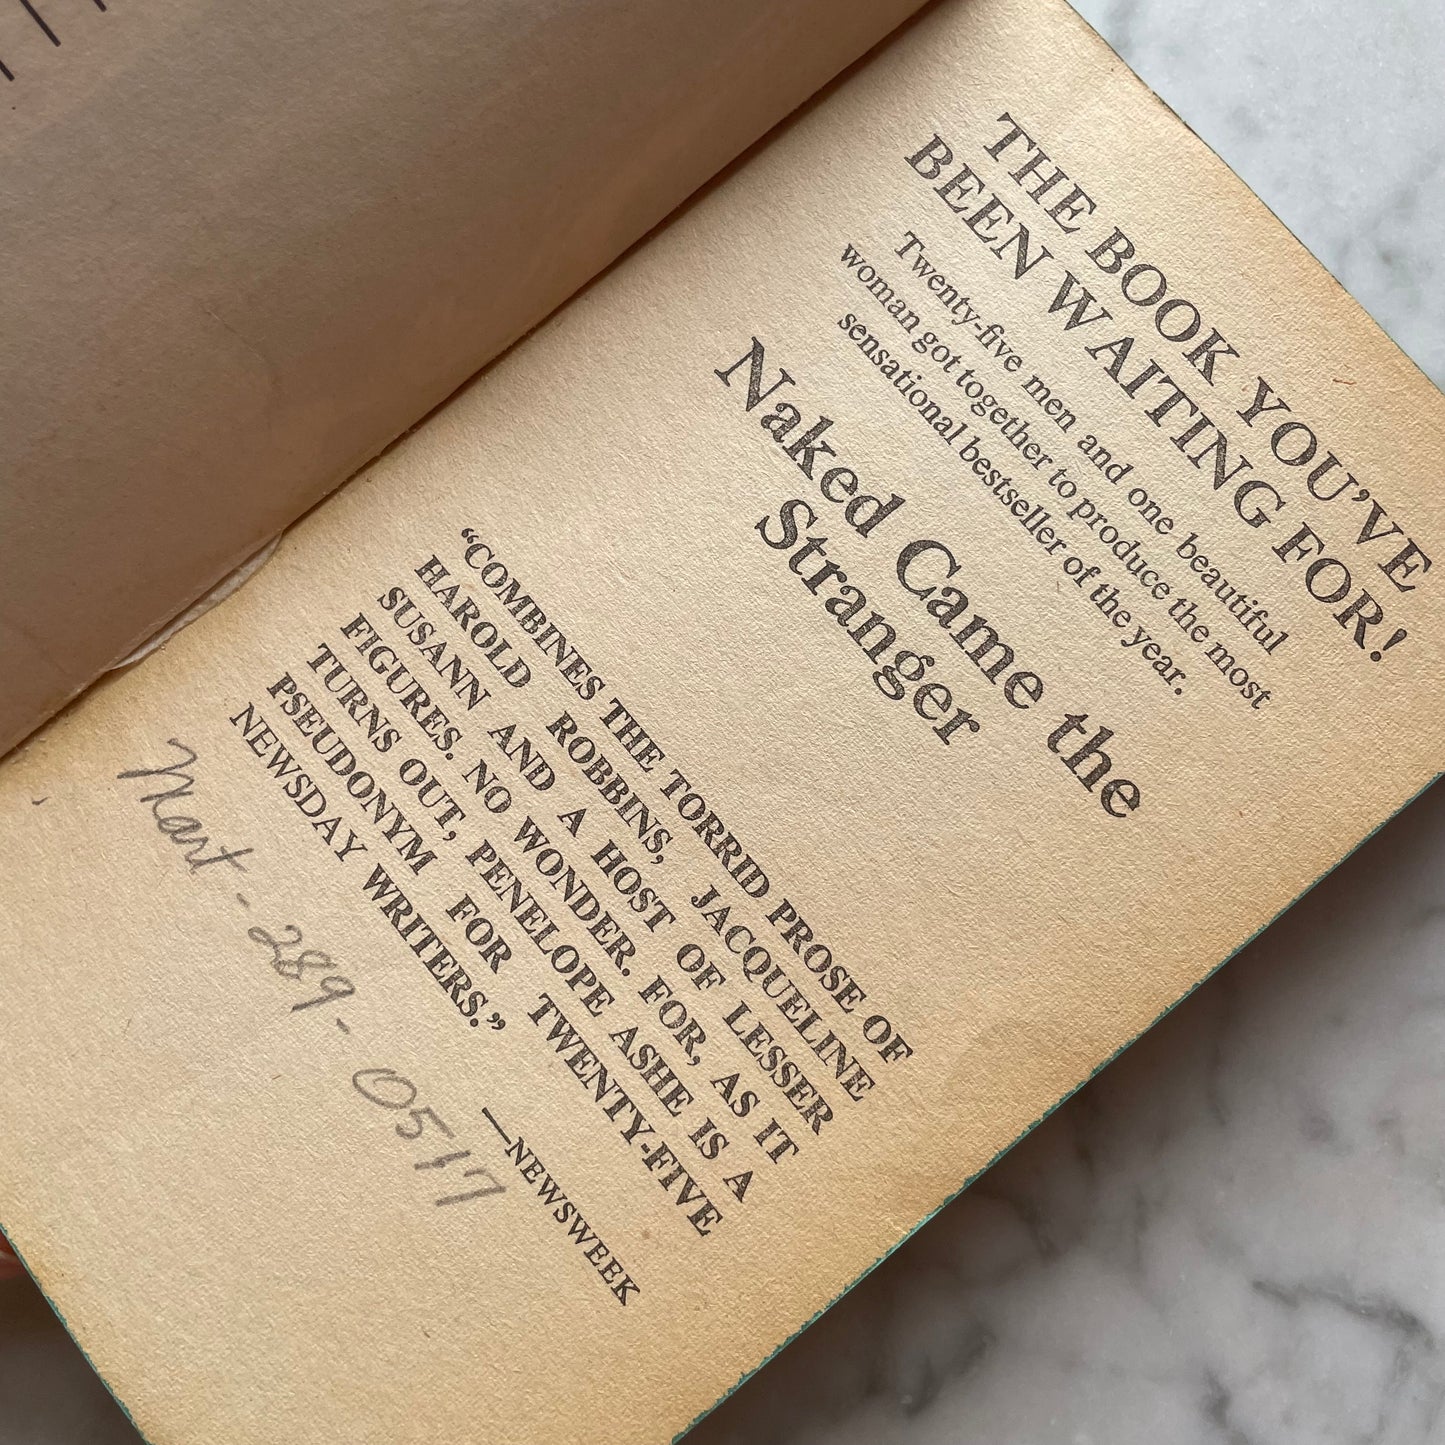 THE BOOK YOU'VE
BEEN WAITING FOR!
Twenty-five men and one beautiful
woman got together to produce the most
sensational bestseller of the year.
Naked Came the
Stranger
“COMBINES THE TORRID PROSE OF
HAROLD ROBBINS, JACQUELINE
SUSANN AND A HOST OF LESSER
FIGURES. NO WONDER. FOR, AS IT
TURNS OUT, PENELOPE ASHE IS A
PSEUDONYM FOR TWENTY-FIVE
NEWSDAY WRITERS.”
—NEWSWEEK
Mart - 289 - 0517